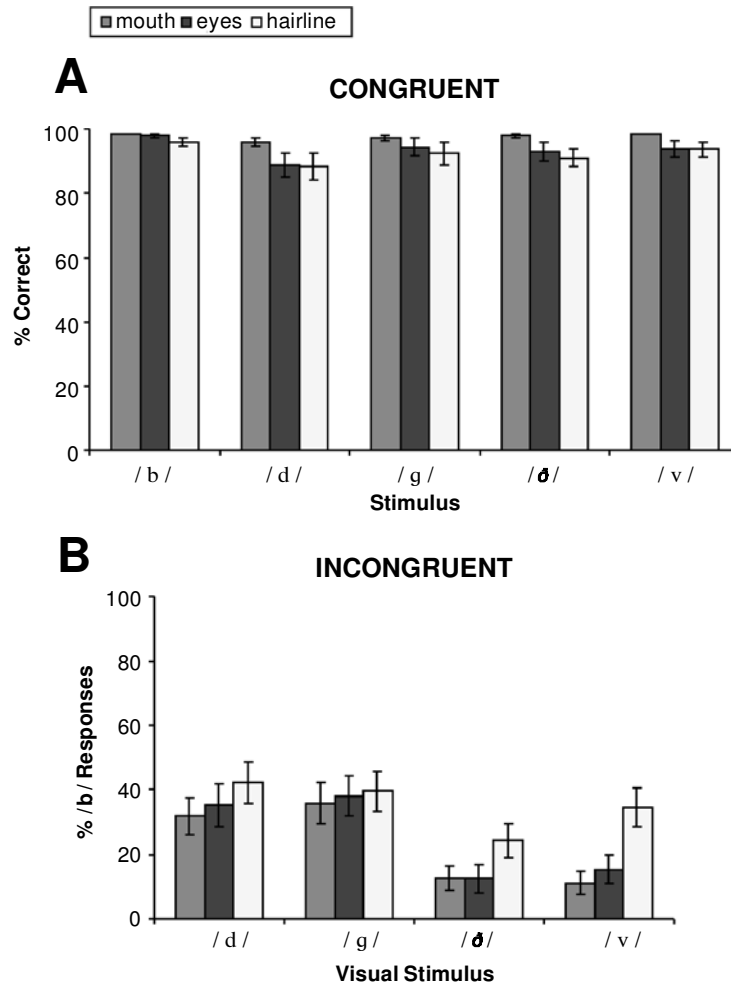 mouth eyes hairline
A
CONGRUENT
100
80
60
40
20
0
% Correct
/ b / / d / / g / / ð / / v /
Stimulus
B
INCONGRUENT
100
80
60
40
20
0
% /b/ Responses
/ d / / g / / ð / / v /
Visual Stimulus